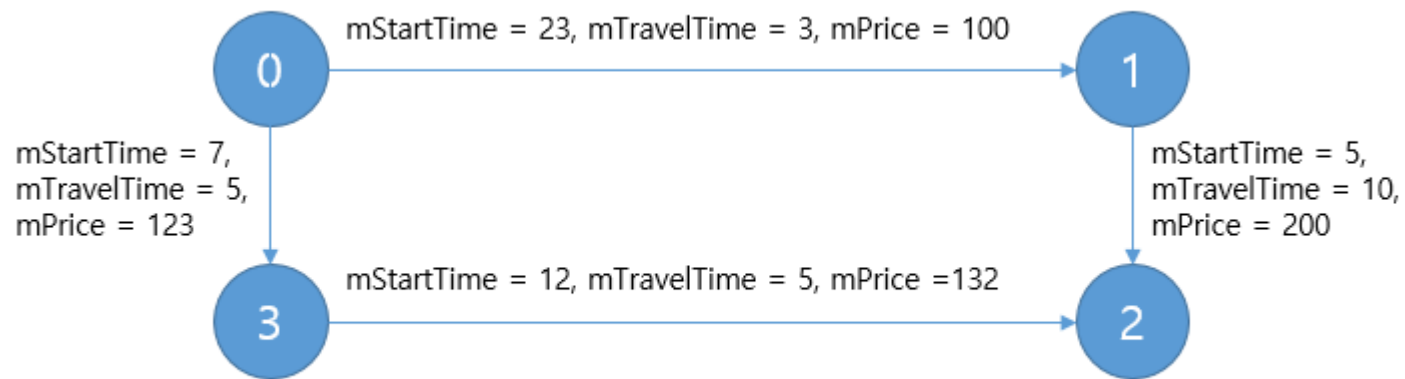 mStartTime = 23, mTravelTime = 3, mPrice = 100
0
1
mStartTime = 7,
mTravelTime = 5,
mPrice = 123
mStartTime = 5,
mTravelTime = 10,
mPrice = 200
mStartTime = 12, mTravelTime = 5, mPrice =132
3
2